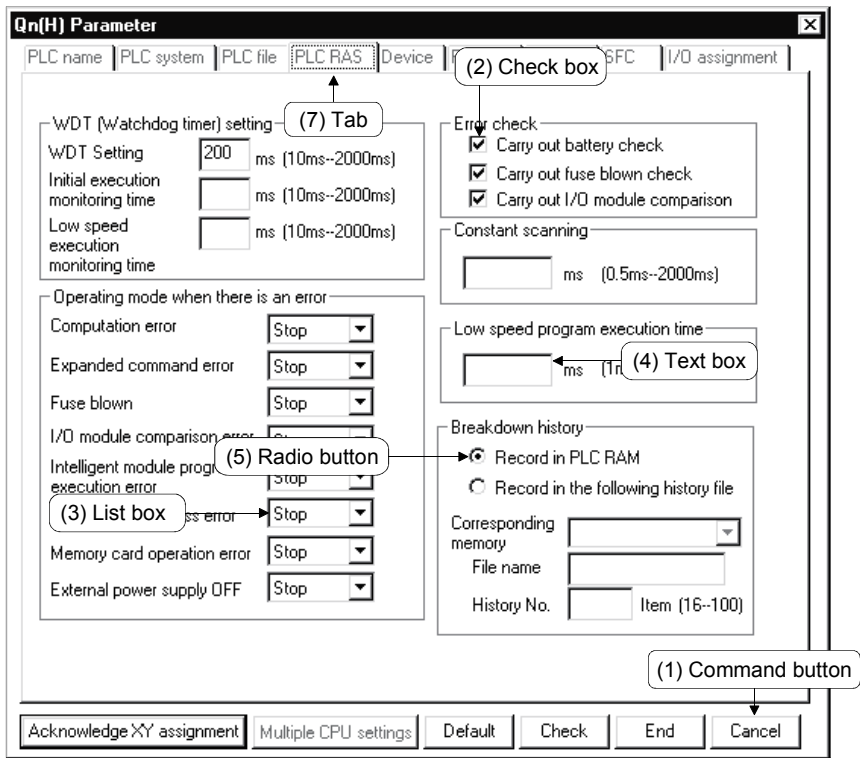 Qn(H) Parameter
PLC name PLC system PLC file PLC RAS Device SFC I/O assignment
(2) Check box
(7) Tab
WDT (Watchdog timer) setting
WDT Setting 200 ms (10ms--2000ms)
Initial execution
monitoring time ms (10ms--2000ms)
Low speed
execution
monitoring time ms (10ms--2000ms)
Operating mode when there is an error
Computation error Stop
Expanded command error Stop
Fuse blown Stop
I/O module comparison error
Intelligent module
execution error Stop
(5) Radio button
(3) List box
error Stop
Memory card operation error Stop
External power supply OFF Stop
Error check
Carry out battery check
Carry out fuse blown check
Carry out I/O module comparison
Constant scanning
ms (0.5ms--2000ms)
Low speed program execution time
ms
(4) Text box
Breakdown history
Record in PLC RAM
Record in the following history file
Corresponding
memory
File name
History No. Item (16--100)
(1) Command button
Acknowledge XY assignment Multiple CPU settings Default Check End Cancel